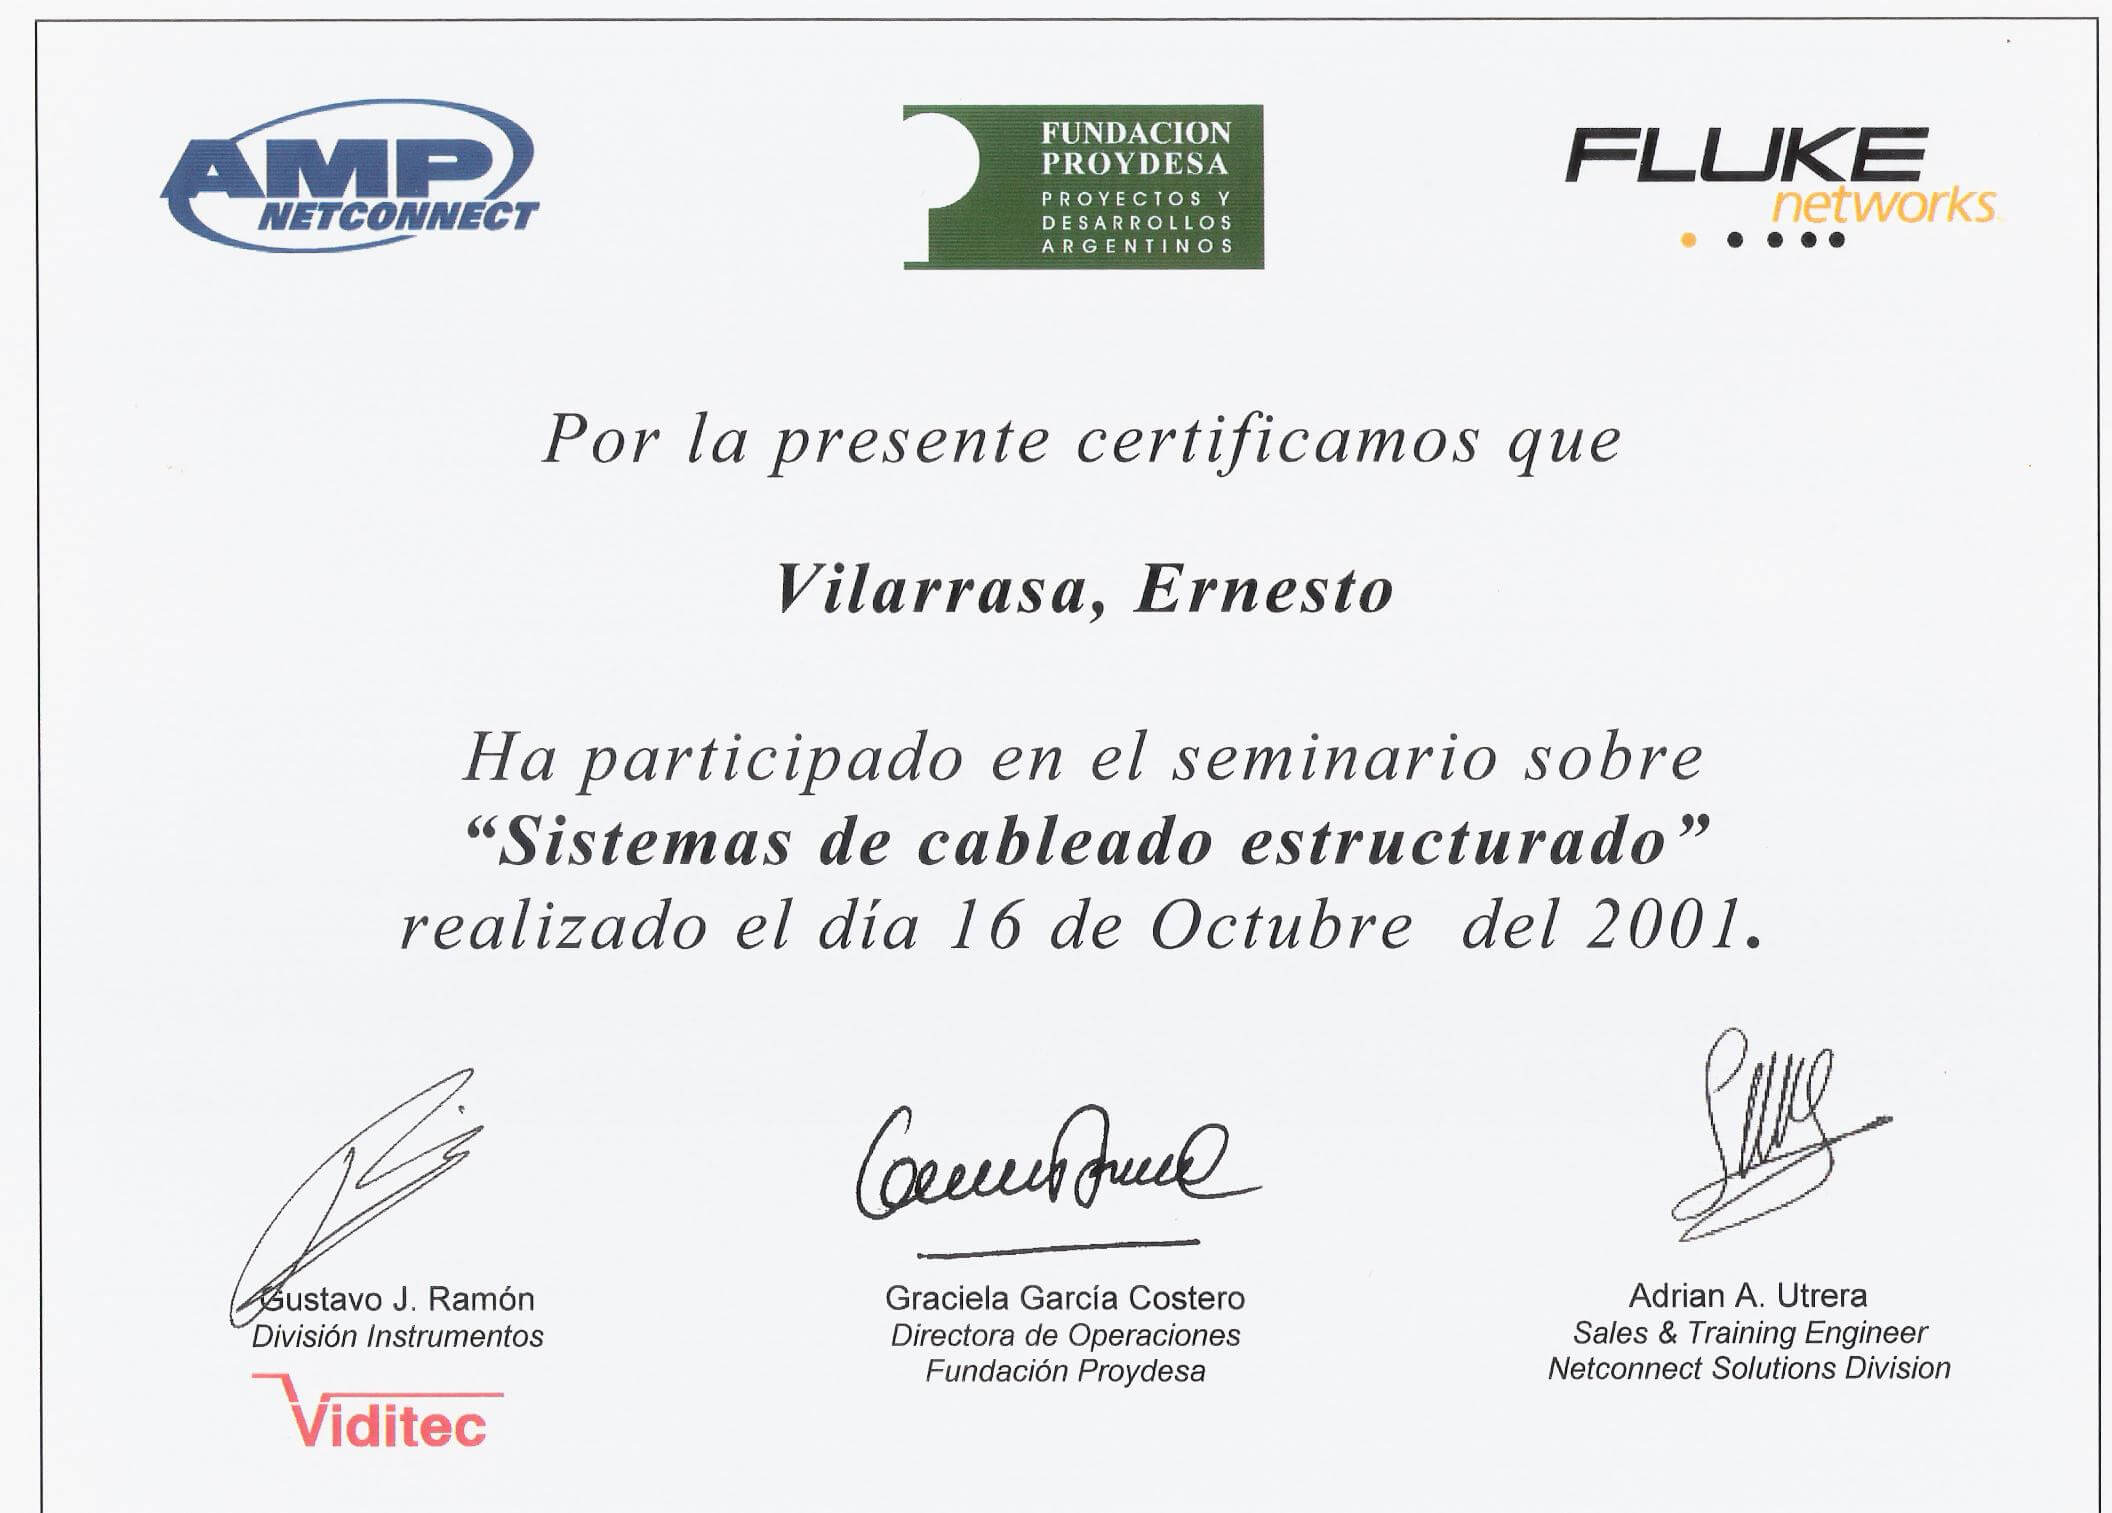 AMP
NETCONNECT
FUNDACION
PROYDESA
PROYECTOS Y
DESARROLLOS
ARGENTINOS
FLUKE
networks
Por la presente certificamos que
Vilarrasa, Ernesto
Ha participado en el seminario sobre
“Sistemas de cableado estructurado”
realizado el día 16 de Octubre del 2001.
Gustavo J. Ramón
División Instrumentos
Viditec
Graciela García Costero
Directora de Operaciones
Fundación Proydesa
Adrian A. Utrera
Sales & Training Engineer
Netconnect Solutions Division